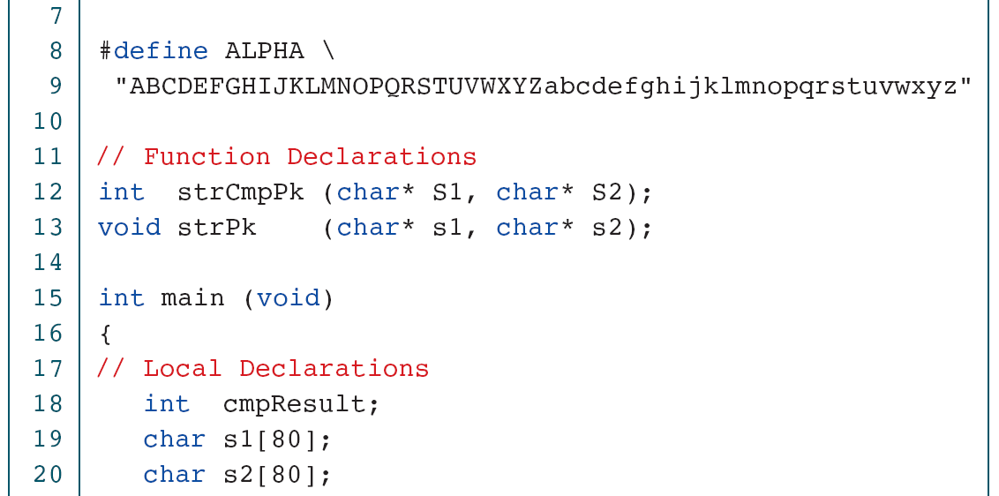 7
8 #define ALPHA \
9 "ABCDEFGHIJKLMNOPQRSTUVWXYZabcdefghijklmnopqrstuvwxyz"
10
11 // Function Declarations
12 int  strCmpPk (char* S1, char* S2);
13 void strPk    (char* s1, char* s2);
14
15 int main (void)
16 {
17 // Local Declarations
18    int  cmpResult;
19    char s1[80];
20    char s2[80];